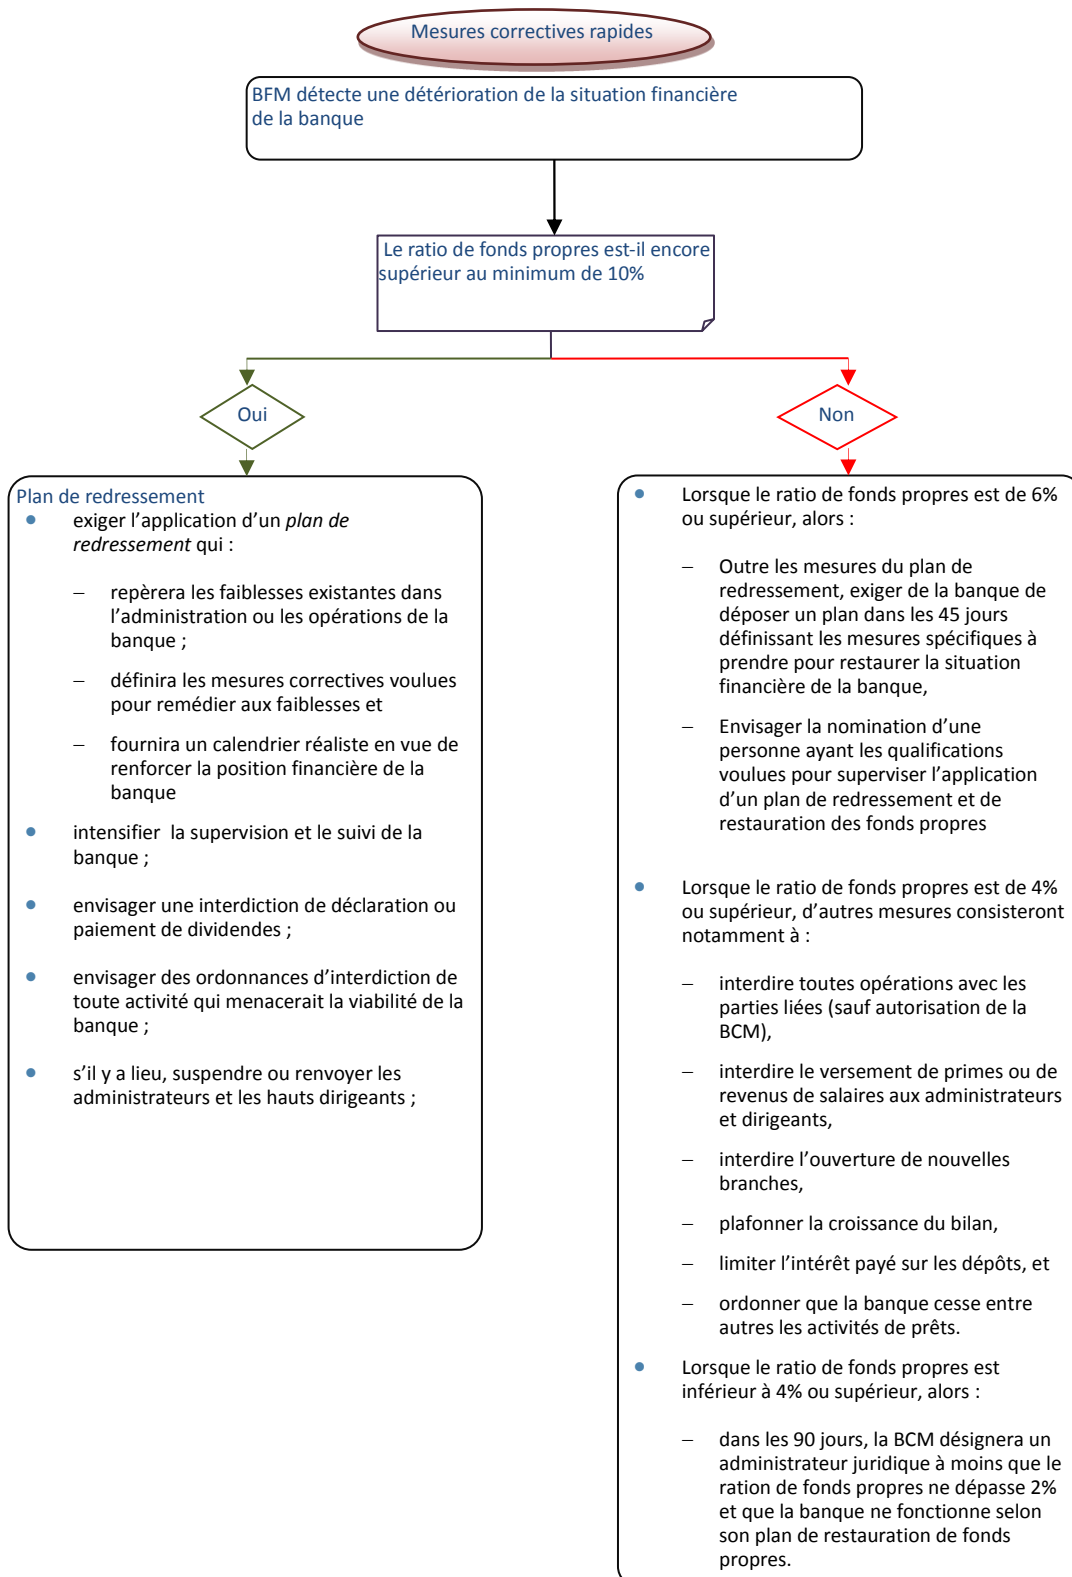 Mesures correctives rapides
BFM détecte une détérioration de la situation financière
de la banque
Le ratio de fonds propres est-il encore
supérieur au minimum de 10%
Oui
Non
Plan de redressement
• exiger l’application d’un plan de
redressement qui :
– repèrera les faiblesses existantes dans
l’administration ou les opérations de la
banque ;
– définira les mesures correctives voulues
pour remédier aux faiblesses et
– fournira un calendrier réaliste en vue de
renforcer la position financière de la
banque
• intensifier la supervision et le suivi de la
banque ;
• envisager une interdiction de déclaration ou
paiement de dividendes ;
• envisager des ordonnances d’interdiction de
toute activité qui menacerait la viabilité de la
banque ;
• s’il y a lieu, suspendre ou renvoyer les
administrateurs et les hauts dirigeants ;
• Lorsque le ratio de fonds propres est de 6%
ou supérieur, alors :
– Outre les mesures du plan de
redressement, exiger de la banque de
déposer un plan dans les 45 jours
définissant les mesures spécifiques à
prendre pour restaurer la situation
financière de la banque,
– Envisager la nomination d’une
personne ayant les qualifications
voulues pour superviser l’application
d’un plan de redressement et de
restauration des fonds propres
• Lorsque le ratio de fonds propres est de 4%
ou supérieur, d’autres mesures consisteront
notamment à :
– interdire toutes opérations avec les
parties liées (sauf autorisation de la
BCM),
– interdire le versement de primes ou de
revenus de salaires aux administrateurs
et dirigeants,
– interdire l’ouverture de nouvelles
branches,
– plafonner la croissance du bilan,
– limiter l’intérêt payé sur les dépôts, et
– ordonner que la banque cesse entre
autres les activités de prêts.
• Lorsque le ratio de fonds propres est
inférieur à 4% ou supérieur, alors :
– dans les 90 jours, la BCM désignera un
administrateur juridique à moins que le
ration de fonds propres ne dépasse 2%
et que la banque ne fonctionne selon
son plan de restauration de fonds
propres.